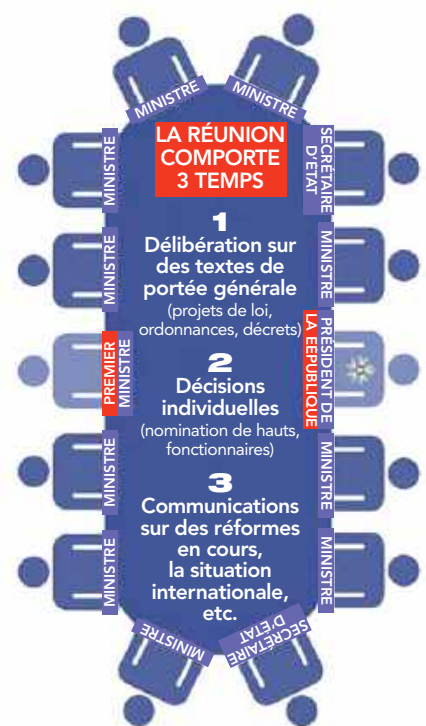 MINISTRE
MINISTRE
LA RÉUNION
COMPORTE
3 TEMPS
MINISTRE
SECRÉTAIRE
D'ÉTAT
1
Délibération sur
des textes de
portée générale
(projets de loi,
ordonnances, décrets)
MINISTRE
MINISTRE
PREMIER
MINISTRE
PRÉSIDENT DE
LA REPUBLIQUE
2
Décisions
individuelles
(nomination de hauts,
fonctionnaires)
MINISTRE
MINISTRE
3
Communications
sur des réformes
en cours,
la situation
internationale,
etc.
MINISTRE
MINISTRE
MINISTRE
SECRÉTAIRE
D'ÉTAT